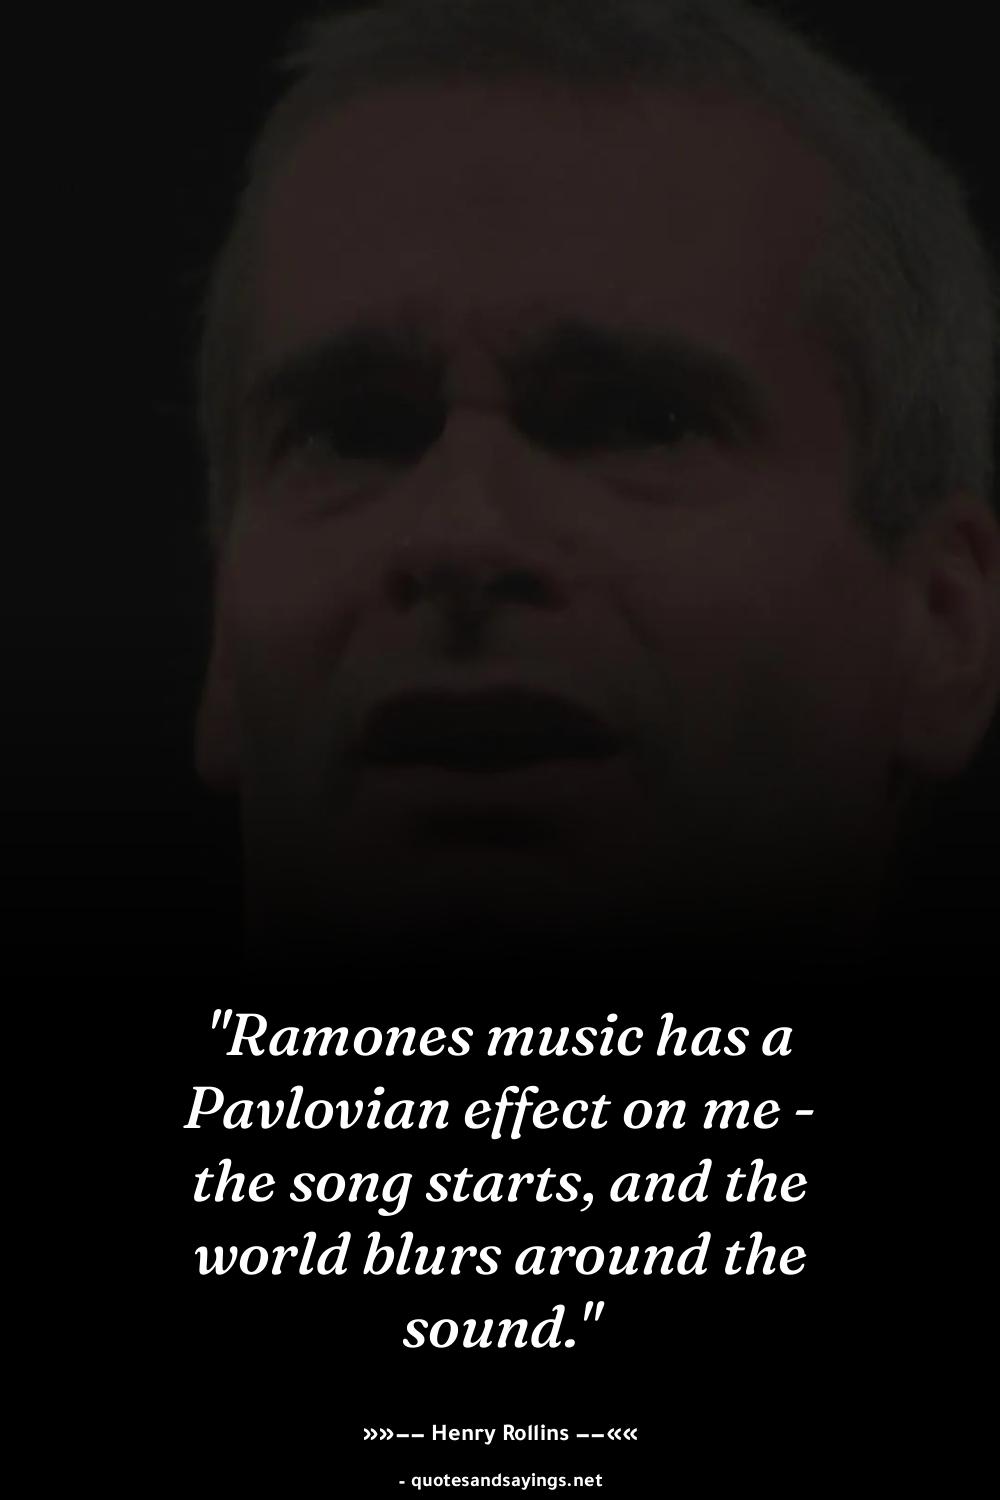 "Ramones music has a
Pavlovian effect on me -
the song starts, and the
world blurs around the
sound."
»»–– Henry Rollins ––««
- quotesandsayings.net